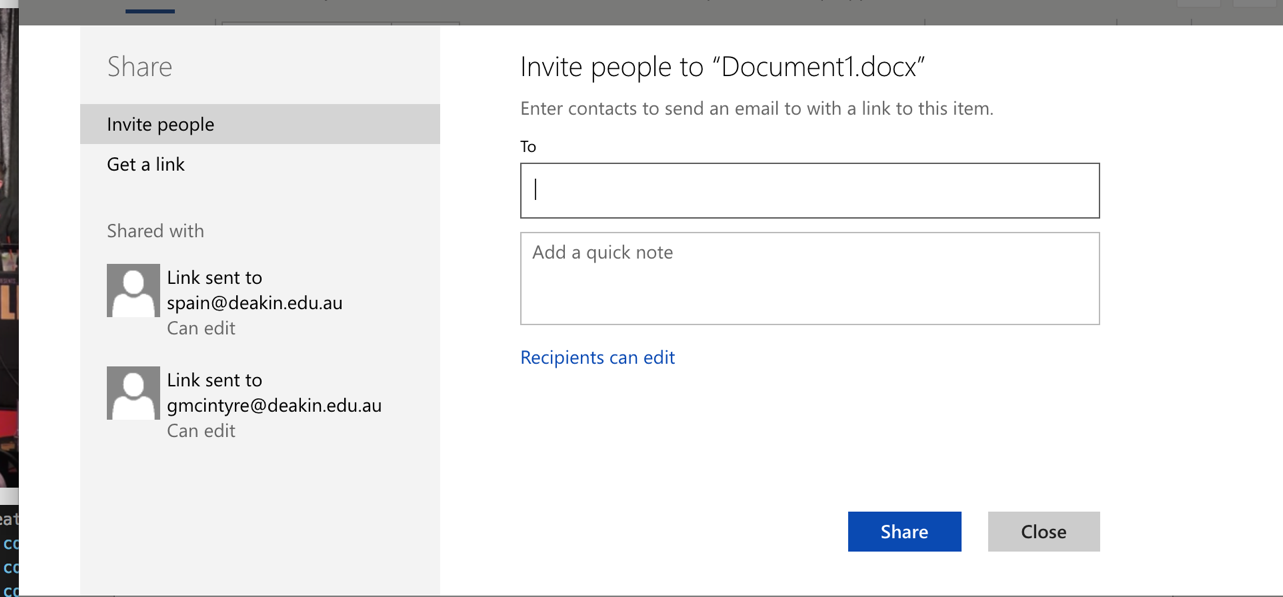 Share
Invite people
Get a link
Shared with
Link sent to
spain@deakin.edu.au
Can edit
Link sent to
gmcintyre@deakin.edu.au
Can edit
Invite people to “Document1.docx”
Enter contacts to send an email to with a link to this item.
To
Add a quick note
Recipients can edit
Share
Close